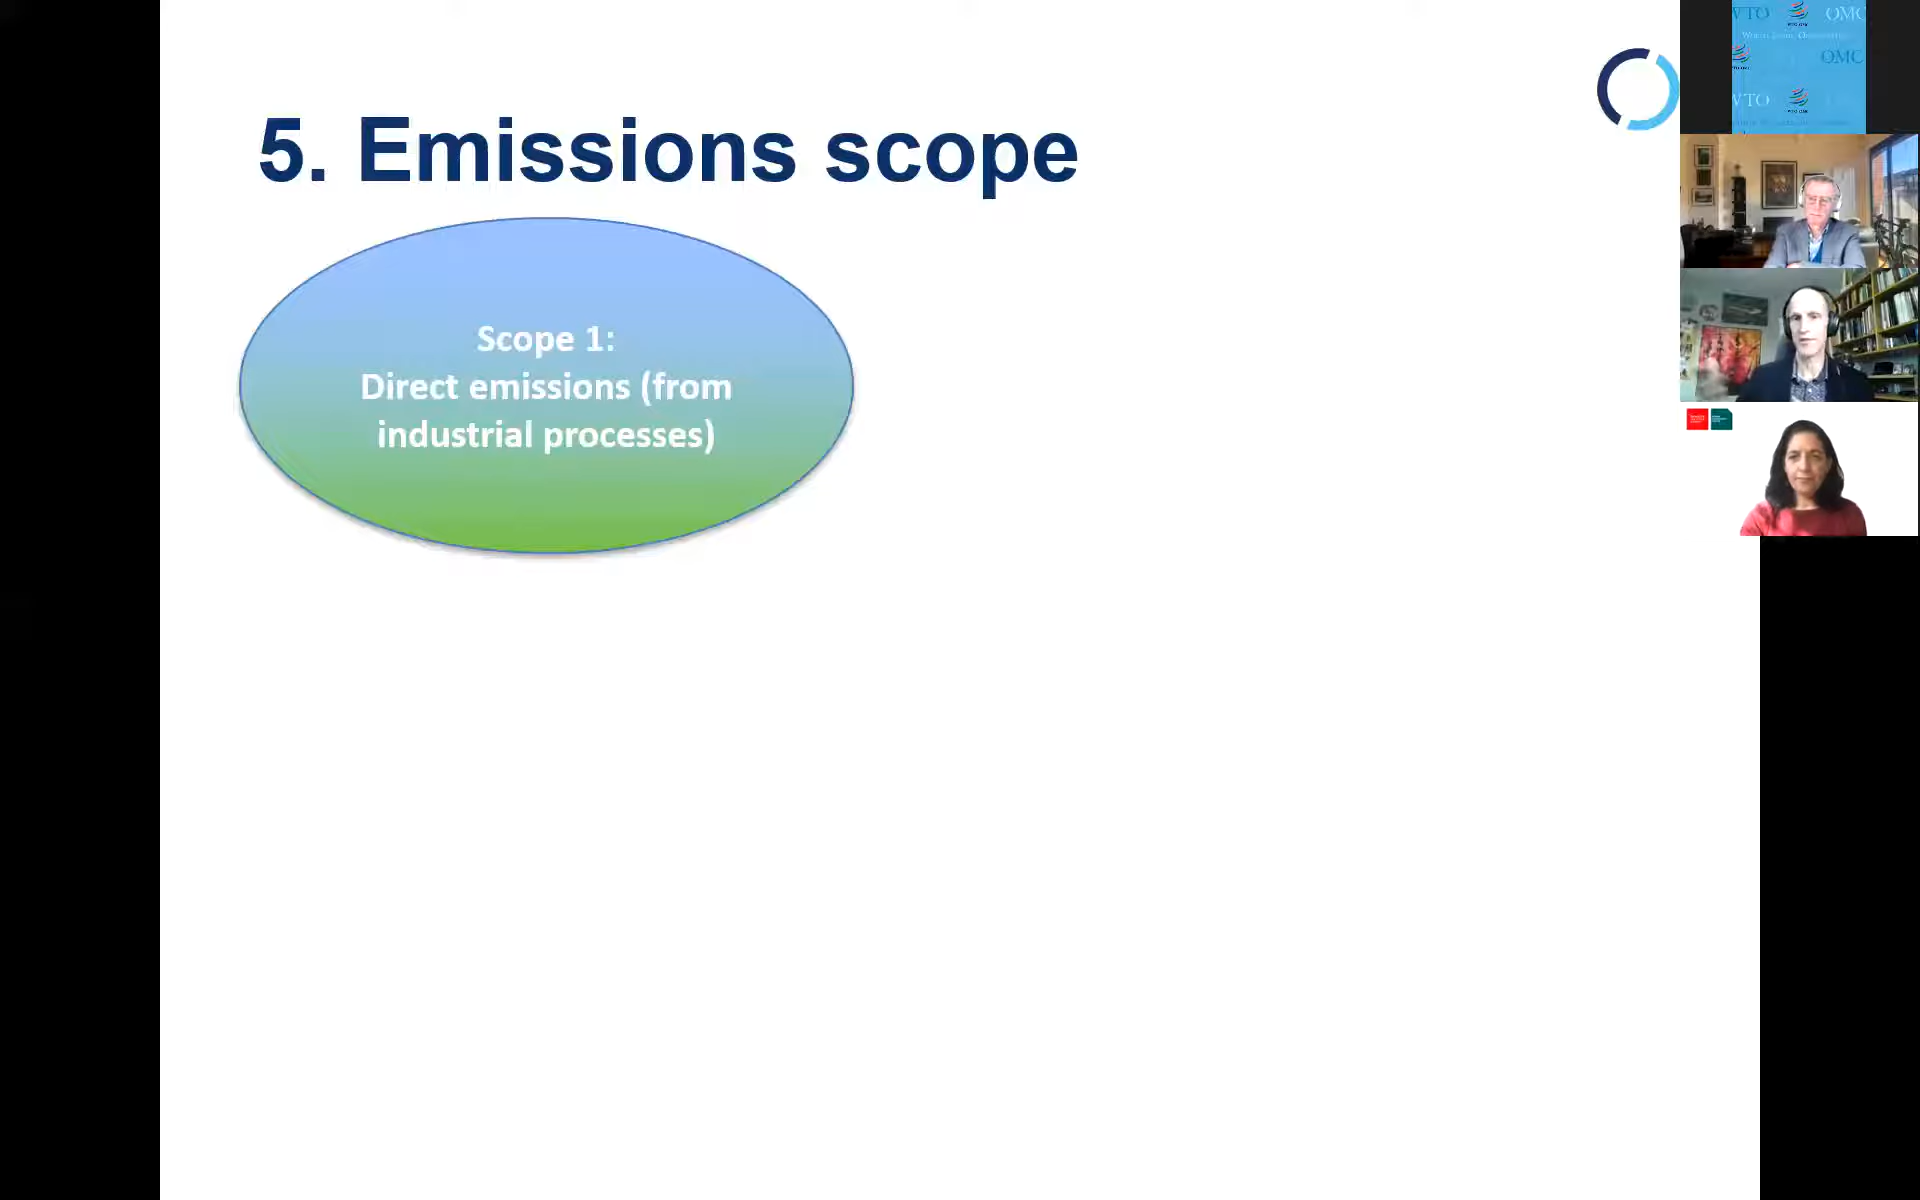 5. Emissions scope
Scope 1:
Direct emissions (from
industrial processes)
WTO
OMC
OMC
WTO